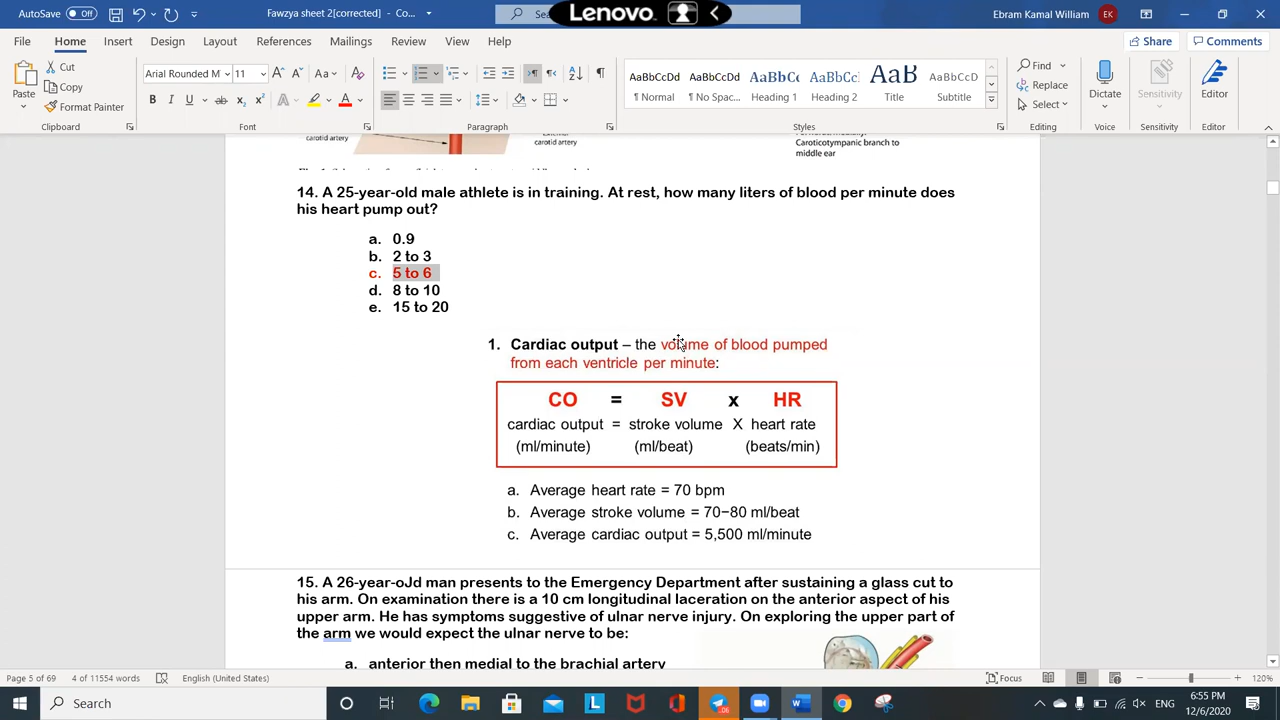 Fawzya sheet 2 -
Lenovo
Ebram Kamal William
EK
AutoSave
Off
Search
File
Home
Insert
Design
Layout
References
Mailings
Review
View
Help
Share
Comments
Paste
Cut
Copy
Format Painter
Arial Rounded M
11
AaBbCcDd
AaBbCcDd
AaBbCc
AaBbCc
AaB
AaBbCcD
¶ Normal
¶ No Spac...
Heading 1
Heading 2
Title
Subtitle
Find
Replace
Select
Dictate
Sensitivity
Editor
Clipboard
Font
Paragraph
Styles
Editing
Voice
Sensitivity
Editor
carotid artery
carotid artery
Caroticotympanic branch to
middle ear
14. A 25-year-old male athlete is in training. At rest, how many liters of blood per minute does
his heart pump out?
a. 0.9
b. 2 to 3
c. 5 to 6
d. 8 to 10
e. 15 to 20
1. Cardiac output – the volume of blood pumped
from each ventricle per minute:
CO = SV x HR
cardiac output = stroke volume X heart rate
(ml/minute) (ml/beat) (beats/min)
a. Average heart rate = 70 bpm
b. Average stroke volume = 70−80 ml/beat
c. Average cardiac output = 5,500 ml/minute
15. A 26-year-oJd man presents to the Emergency Department after sustaining a glass cut to
his arm. On examination there is a 10 cm longitudinal laceration on the anterior aspect of his
upper arm. He has symptoms suggestive of ulnar nerve injury. On exploring the upper part of
the arm we would expect the ulnar nerve to be:
a. anterior then medial to the brachial artery
Page 5 of 69
4 of 11554 words
English (United States)
Focus
120%
Search
6:55 PM
12/6/2020